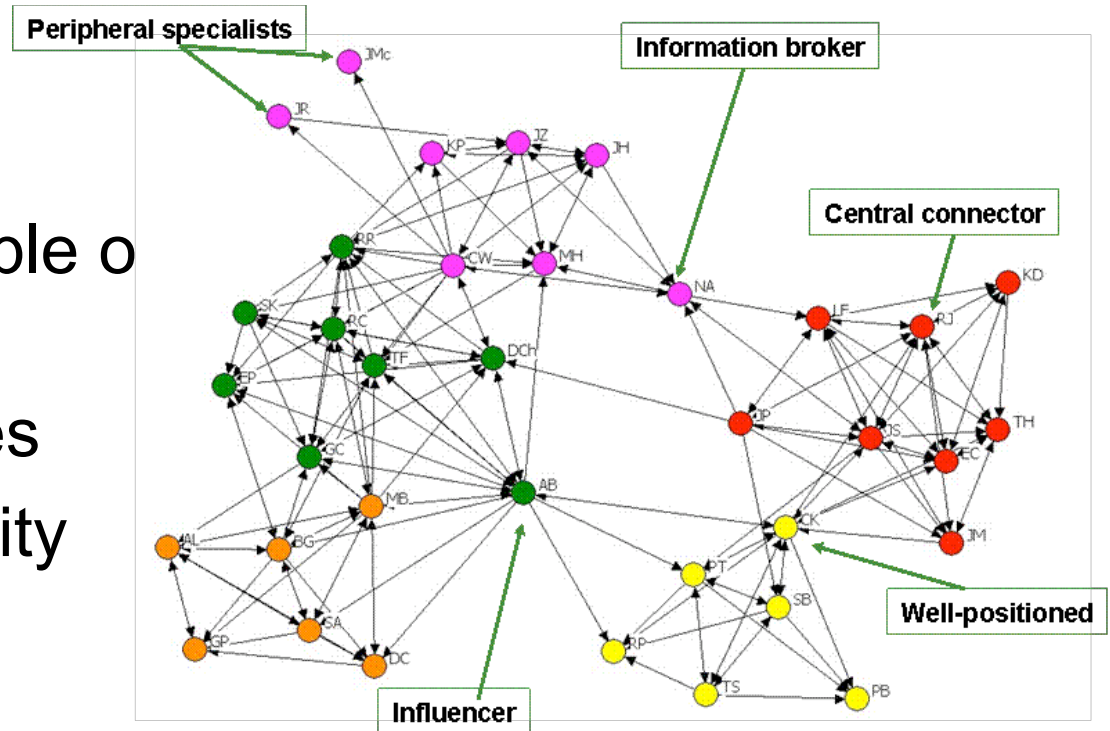 Peripheral specialists
JMc
Information broker
JR
JZ
KP
JH
Central connector
ple o
RR
CW
MH
NA
KD
SK
LF
RJ
RC
TF
DCh
EP
JP
RJS
TH
es
GC
EC
AB
MB
ity
CK
AL
BG
JM
PT
SB
Well-positioned
SA
GP
RP
DC
TS
PB
Influencer